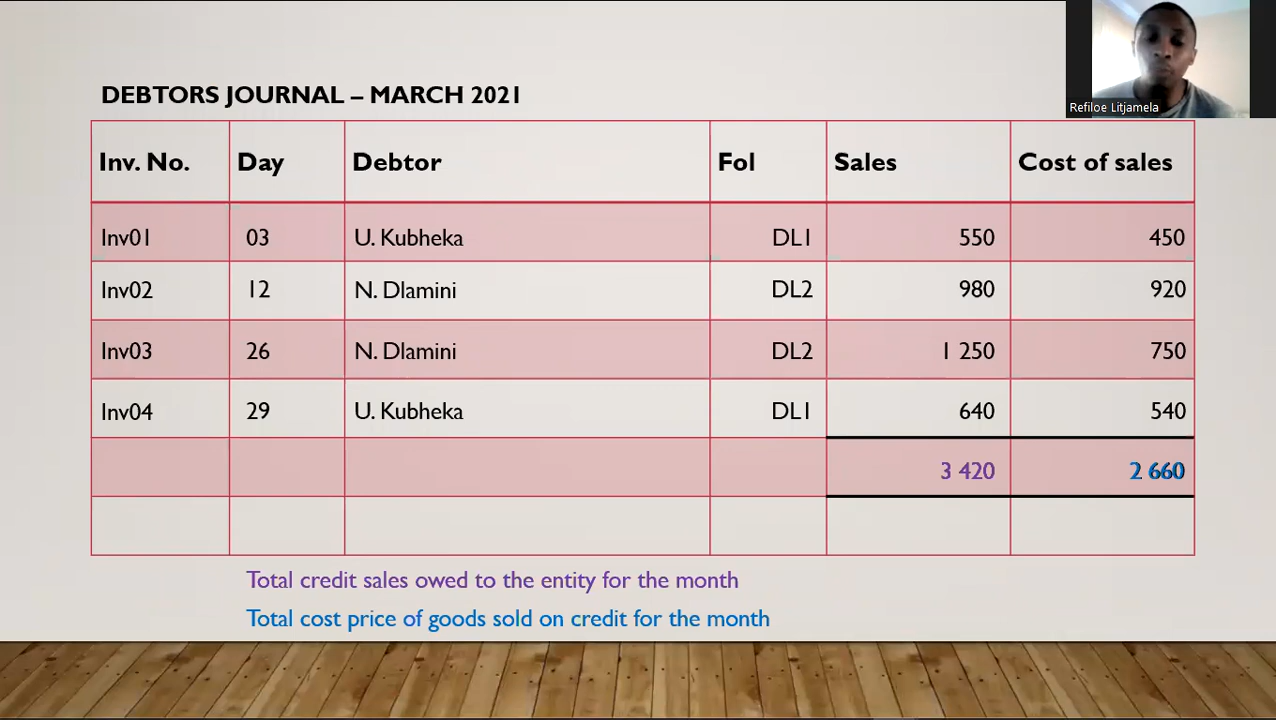 Refiloe Litjamela
DEBTORS JOURNAL – MARCH 2021
Inv. No. Day Debtor Fol Sales Cost of sales
Inv01 03 U. Kubheka DL1 550 450
Inv02 12 N. Dlamini DL2 980 920
Inv03 26 N. Dlamini DL2 1 250 750
Inv04 29 U. Kubheka DL1 640 540
3 420 2 660
Total credit sales owed to the entity for the month
Total cost price of goods sold on credit for the month